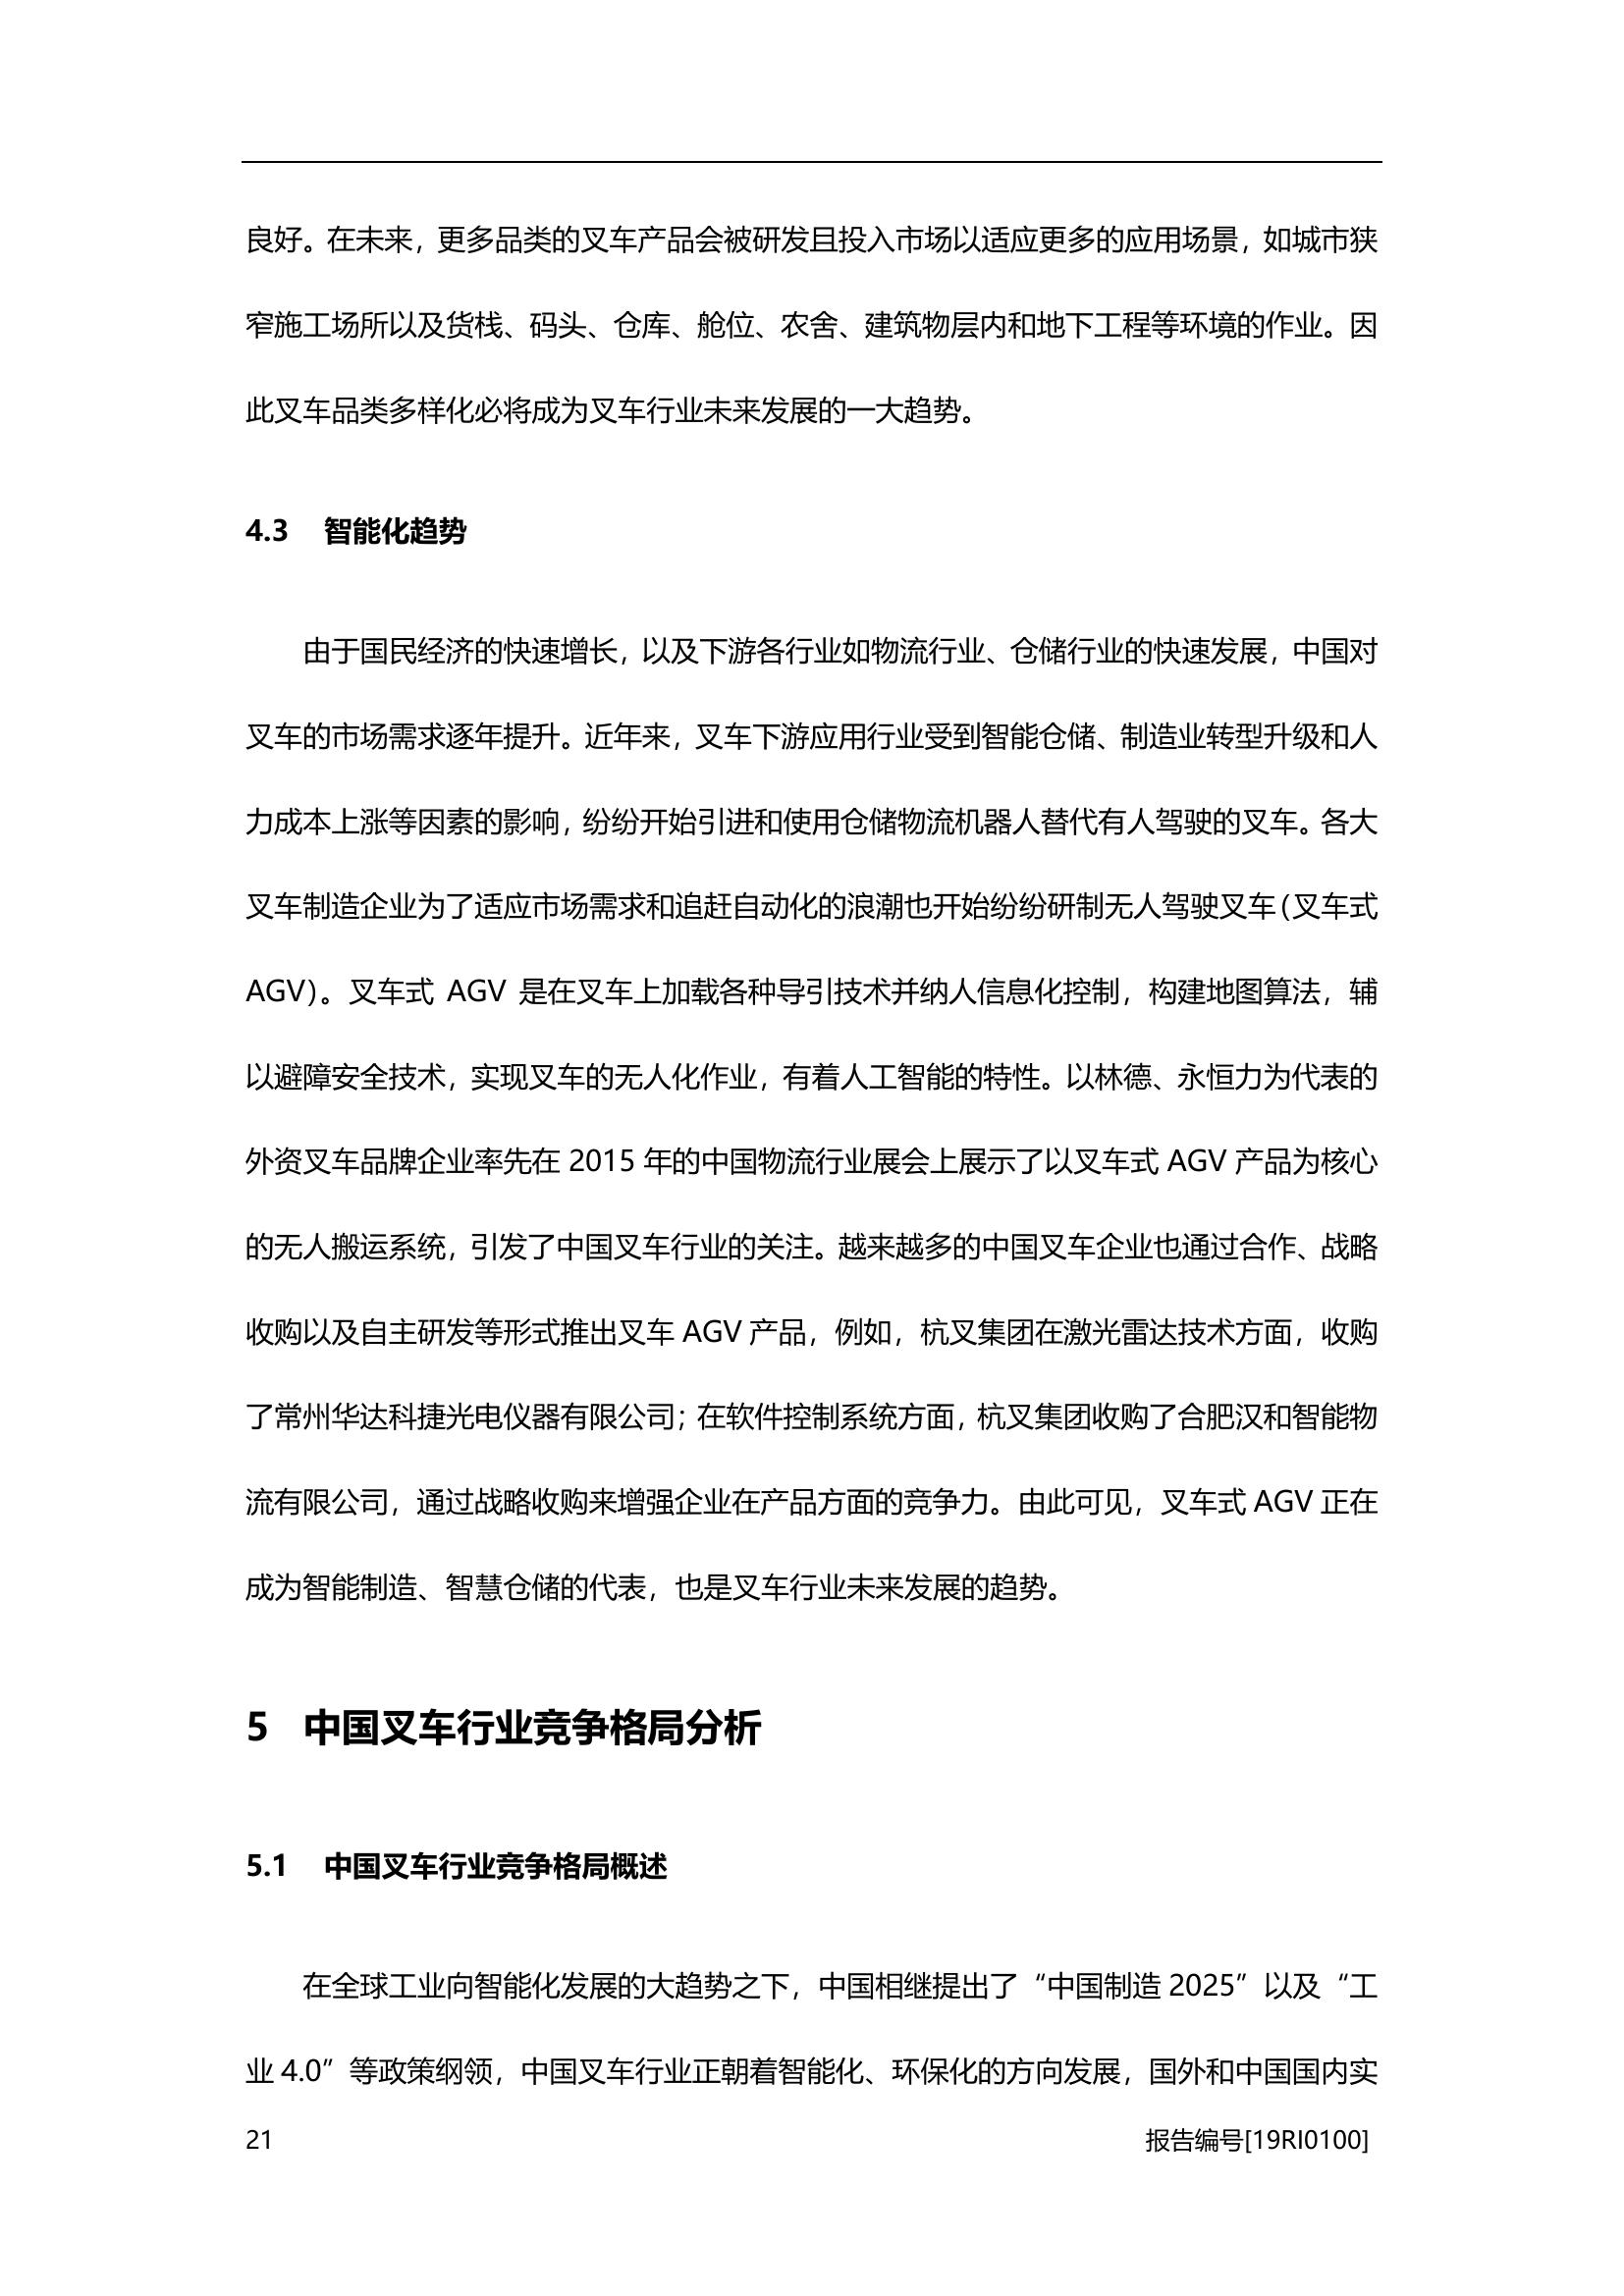 良好。在未来，更多品类的叉车产品会被研发且投入市场以适应更多的应用场景，如城市狭
窄施工场所以及货栈、码头、仓库、舱位、农舍、建筑物层内和地下工程等环境的作业。因
此叉车品类多样化必将成为叉车行业未来发展的一大趋势。
4.3 智能化趋势
由于国民经济的快速增长，以及下游各行业如物流行业、仓储行业的快速发展，中国对
叉车的市场需求逐年提升。近年来，叉车下游应用行业受到智能仓储、制造业转型升级和人
力成本上涨等因素的影响，纷纷开始引进和使用仓储物流机器人替代有人驾驶的叉车。各大
叉车制造企业为了适应市场需求和追赶自动化的浪潮也开始纷纷研制无人驾驶叉车（叉车式
AGV）。叉车式 AGV 是在叉车上加载各种导引技术并纳人信息化控制，构建地图算法，辅
以避障安全技术，实现叉车的无人化作业，有着人工智能的特性。以林德、永恒力为代表的
外资叉车品牌企业率先在 2015 年的中国物流行业展会上展示了以叉车式 AGV 产品为核心
的无人搬运系统，引发了中国叉车行业的关注。越来越多的中国叉车企业也通过合作、战略
收购以及自主研发等形式推出叉车 AGV 产品，例如，杭叉集团在激光雷达技术方面，收购
了常州华达科捷光电仪器有限公司；在软件控制系统方面，杭叉集团收购了合肥汉和智能物
流有限公司，通过战略收购来增强企业在产品方面的竞争力。由此可见，叉车式 AGV 正在
成为智能制造、智慧仓储的代表，也是叉车行业未来发展的趋势。
5 中国叉车行业竞争格局分析
5.1 中国叉车行业竞争格局概述
在全球工业向智能化发展的大趋势之下，中国相继提出了“中国制造 2025”以及“工
业 4.0”等政策纲领，中国叉车行业正朝着智能化、环保化的方向发展，国外和中国国内实
21 报告编号[19RI0100]